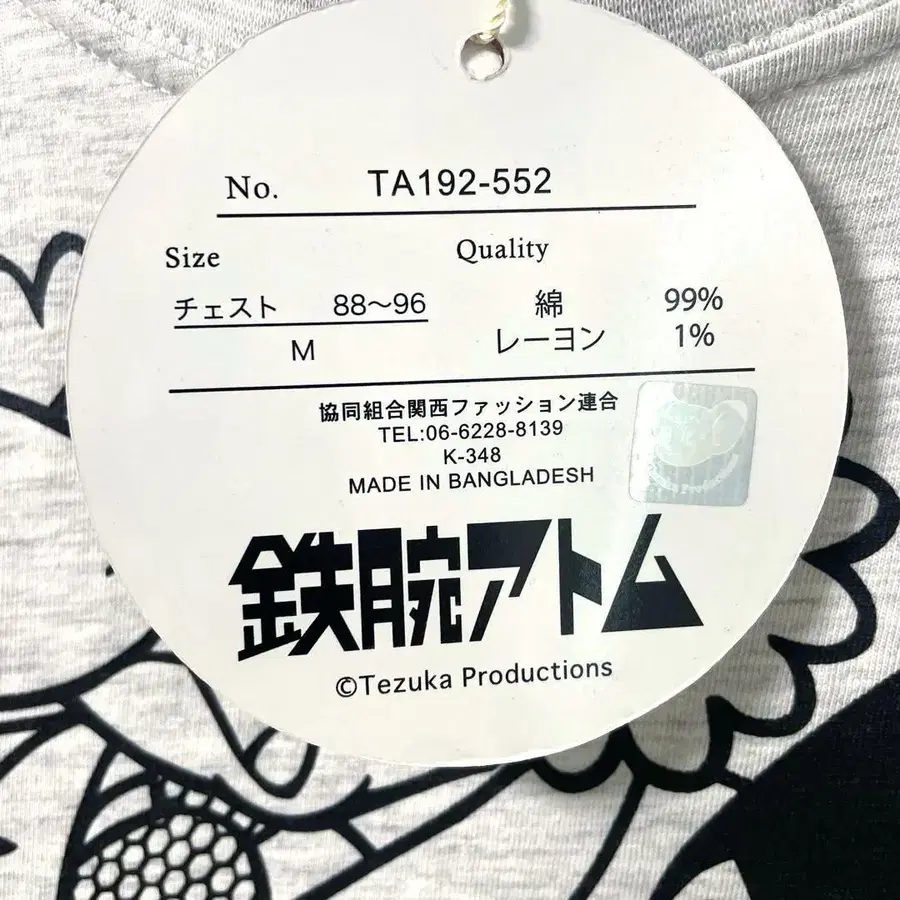 No. TA192-552
Size Quality
チェスト 88〜96 綿 99%
M レーヨン 1%
協同組合関西ファッション連合
TEL:06-6228-8139
K-348
MADE IN BANGLADESH
鉄腕アトム
©Tezuka Productions